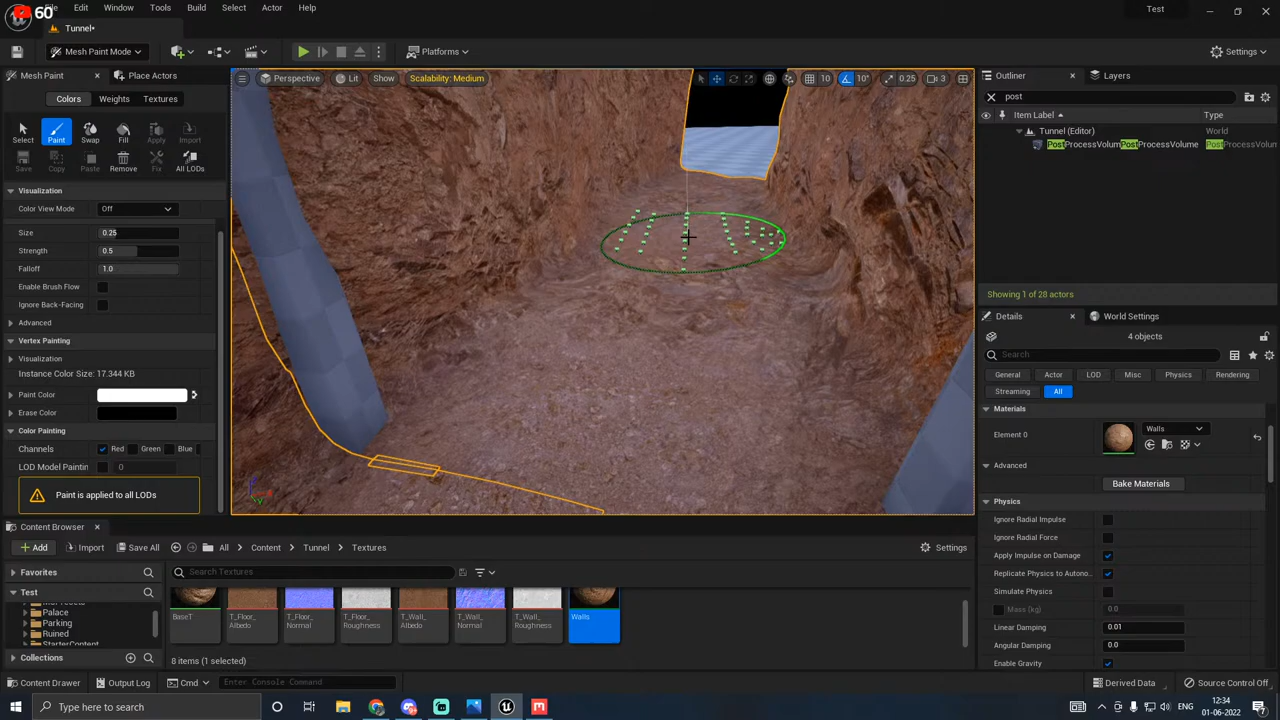 60 File Edit Window Tools Build Select Actor Help Test
Tunnel*
Mesh Paint Mode Platforms Settings
Mesh Paint Place Actors
Perspective Lit Show Scalability: Medium 10 10° 0.25 3
Outliner Layers
post
Item Label Type
Tunnel (Editor) World
PostProcessVolumPostProcessVolume PostProcessVolum
Showing 1 of 28 actors
Colors Weights Textures
Select Paint Swap Fill Apply Import
Save Copy Paste Remove Fix All LODs
Visualization
Color View Mode Off
Size 0.25
Strength 0.5
Falloff 1.0
Enable Brush Flow
Ignore Back-Facing
Advanced
Vertex Painting
Visualization
Instance Color Size: 17.344 KB
Paint Color
Erase Color
Color Painting
Channels Red Green Blue
LOD Model Paintin 0
Paint is applied to all LODs
Details World Settings
4 objects
Search
General Actor LOD Misc Physics Rendering
Streaming All
Materials
Element 0 Walls
Advanced
Bake Materials
Physics
Ignore Radial Impulse
Ignore Radial Force
Apply Impulse on Damage
Replicate Physics to Autono...
Simulate Physics
Mass (kg) 0.0
Linear Damping 0.01
Angular Damping 0.0
Enable Gravity
Content Browser
Add Import Save All All Content Tunnel Textures Settings
Favorites
Search Textures
Test
Palace
Parking
Ruined
StarterContent
Collections
BaseT
T_Floor_Albedo
T_Floor_Normal
T_Floor_Roughness
T_Wall_Albedo
T_Wall_Normal
T_Wall_Roughness
Walls
8 items (1 selected)
Content Drawer Output Log Cmd Enter Console Command Derived Data Source Control Off
Type here to search
ENG
12:34
01-06-2022